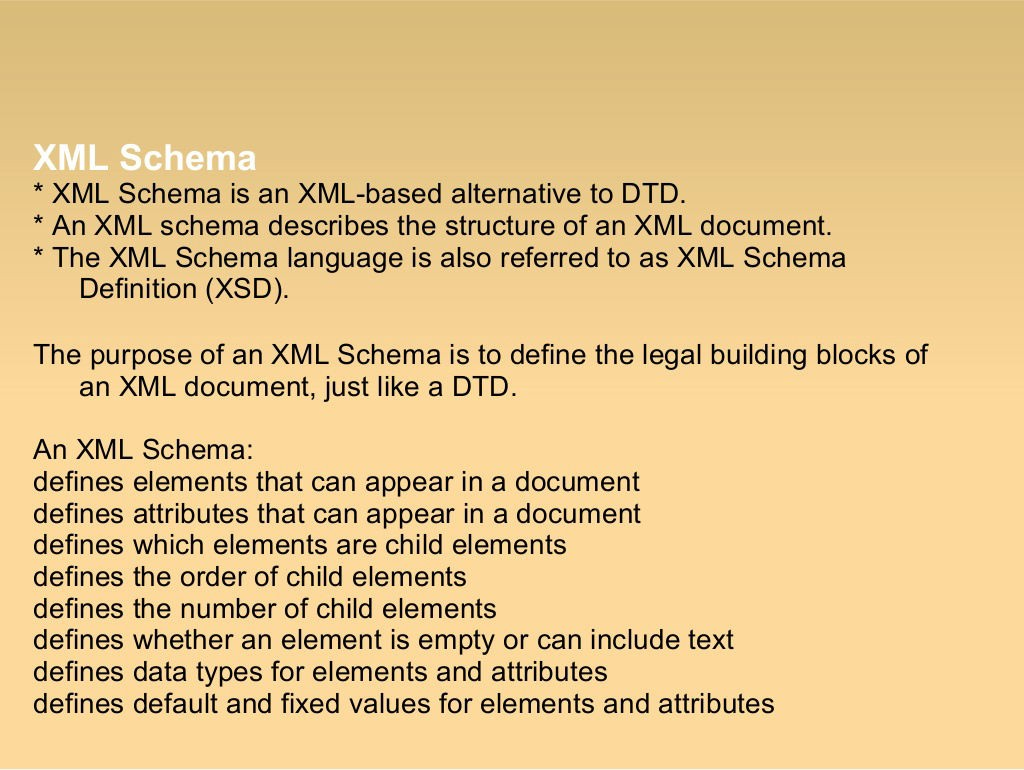 XML Schema
* XML Schema is an XML-based alternative to DTD.
* An XML schema describes the structure of an XML document.
* The XML Schema language is also referred to as XML Schema
Definition (XSD).
The purpose of an XML Schema is to define the legal building blocks of
an XML document, just like a DTD.
An XML Schema:
defines elements that can appear in a document
defines attributes that can appear in a document
defines which elements are child elements
defines the order of child elements
defines the number of child elements
defines whether an element is empty or can include text
defines data types for elements and attributes
defines default and fixed values for elements and attributes